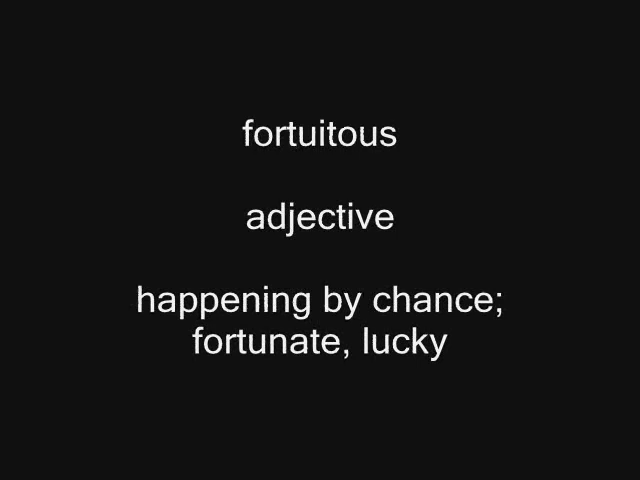 fortuitous
adjective
happening by chance;
fortunate, lucky